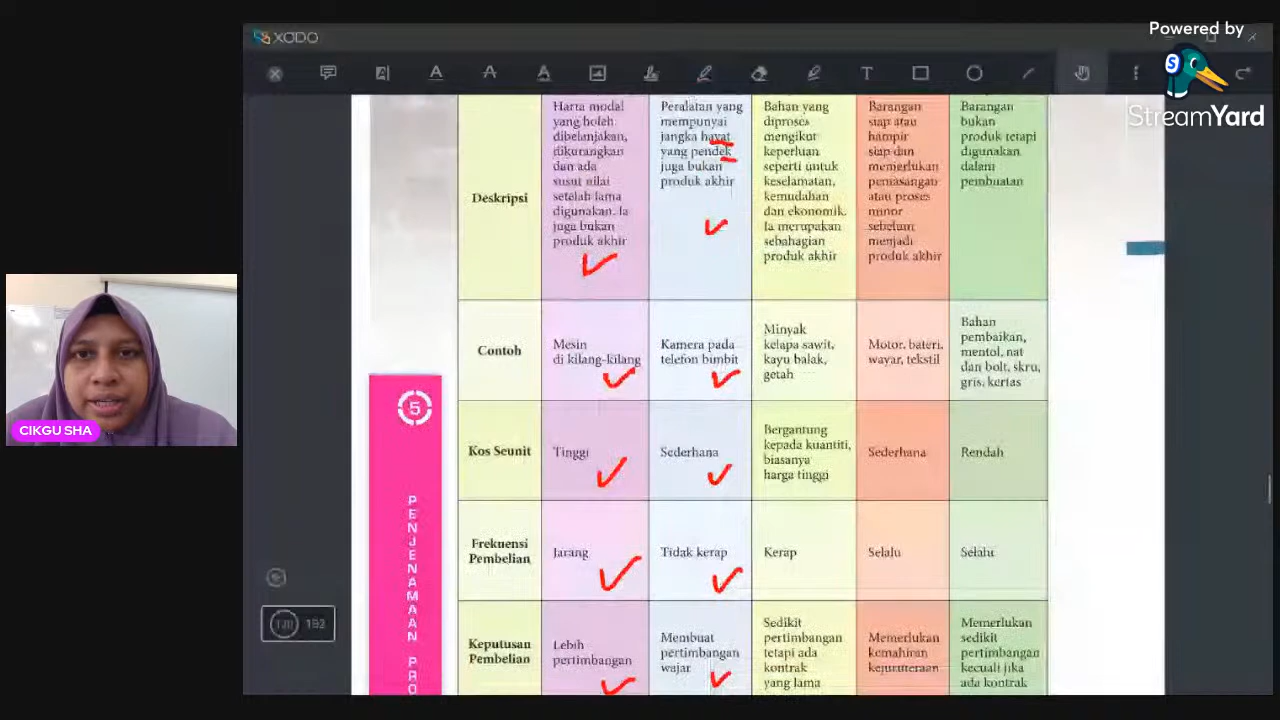 Powered by
StreamYard
XODO
Deskripsi
Harta modal
yang boleh
dibelanjakan,
dikurangkan
dan ada
susut nilai
setelah lama
digunakan. Ia
juga bukan
produk akhir
Peralatan yang
mempunyai
jangka hayat
yang pendek
juga bukan
produk akhir
Bahan yang
diproses
mengikut
keperluan
seperti untuk
keselamatan,
kemudahan
dan ekonomik.
Ia merupakan
sebahagian
produk akhir
Barangan
siap atau
hampir
siap dan
memerlukan
pemasangan
atau proses
minor
sebelum
menjadi
produk akhir
Barangan
bukan
produk tetapi
digunakan
dalam
pembuatan
Contoh
Mesin
di kilang-kilang
Kamera pada
telefon bimbit
Minyak
kelapa sawit,
kayu balak,
getah
Motor, bateri,
wayar, tekstil
Bahan
pembaikan,
mentol, nat
dan bolt, skru,
gris, kertas
Kos Seunit
Tinggi
Sederhana
Bergantung
kepada kuantiti,
biasanya
harga tinggi
Sederhana
Rendah
Frekuensi
Pembelian
Jarang
Tidak kerap
Kerap
Selalu
Selalu
Keputusan
Pembelian
Lebih
pertimbangan
Membuat
pertimbangan
wajar
Sedikit
pertimbangan
tetapi ada
kontrak
yang lama
Memerlukan
kemahiran
kejuruteraan
Memerlukan
sedikit
pertimbangan
kecuali jika
ada kontrak
5
PENJENAMAAN PRO
192
CIKGU SHA